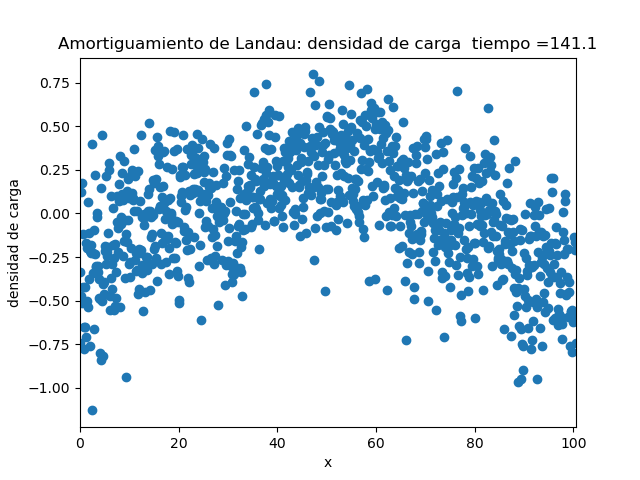 Amortiguamiento de Landau: densidad de carga  tiempo =141.1
densidad de carga
0.75
0.50
0.25
0.00
−0.25
−0.50
−0.75
−1.00
0 20 40 60 80 100
x